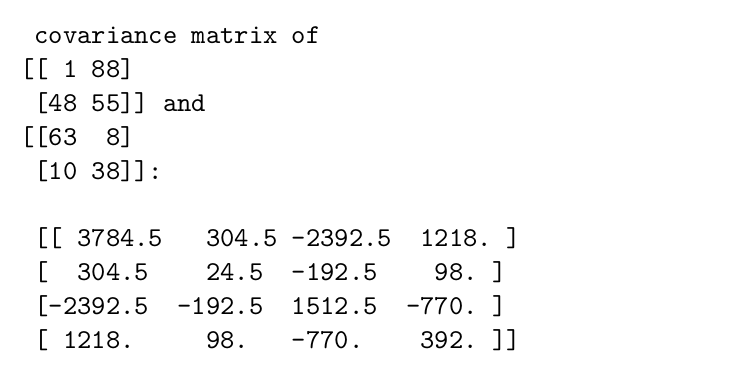 covariance matrix of
[[ 1 88]
[48 55]] and
[[63  8]
[10 38]]:
[[ 3784.5   304.5 -2392.5  1218. ]
[  304.5    24.5  -192.5    98. ]
[-2392.5  -192.5  1512.5  -770. ]
[ 1218.     98.   -770.    392. ]]